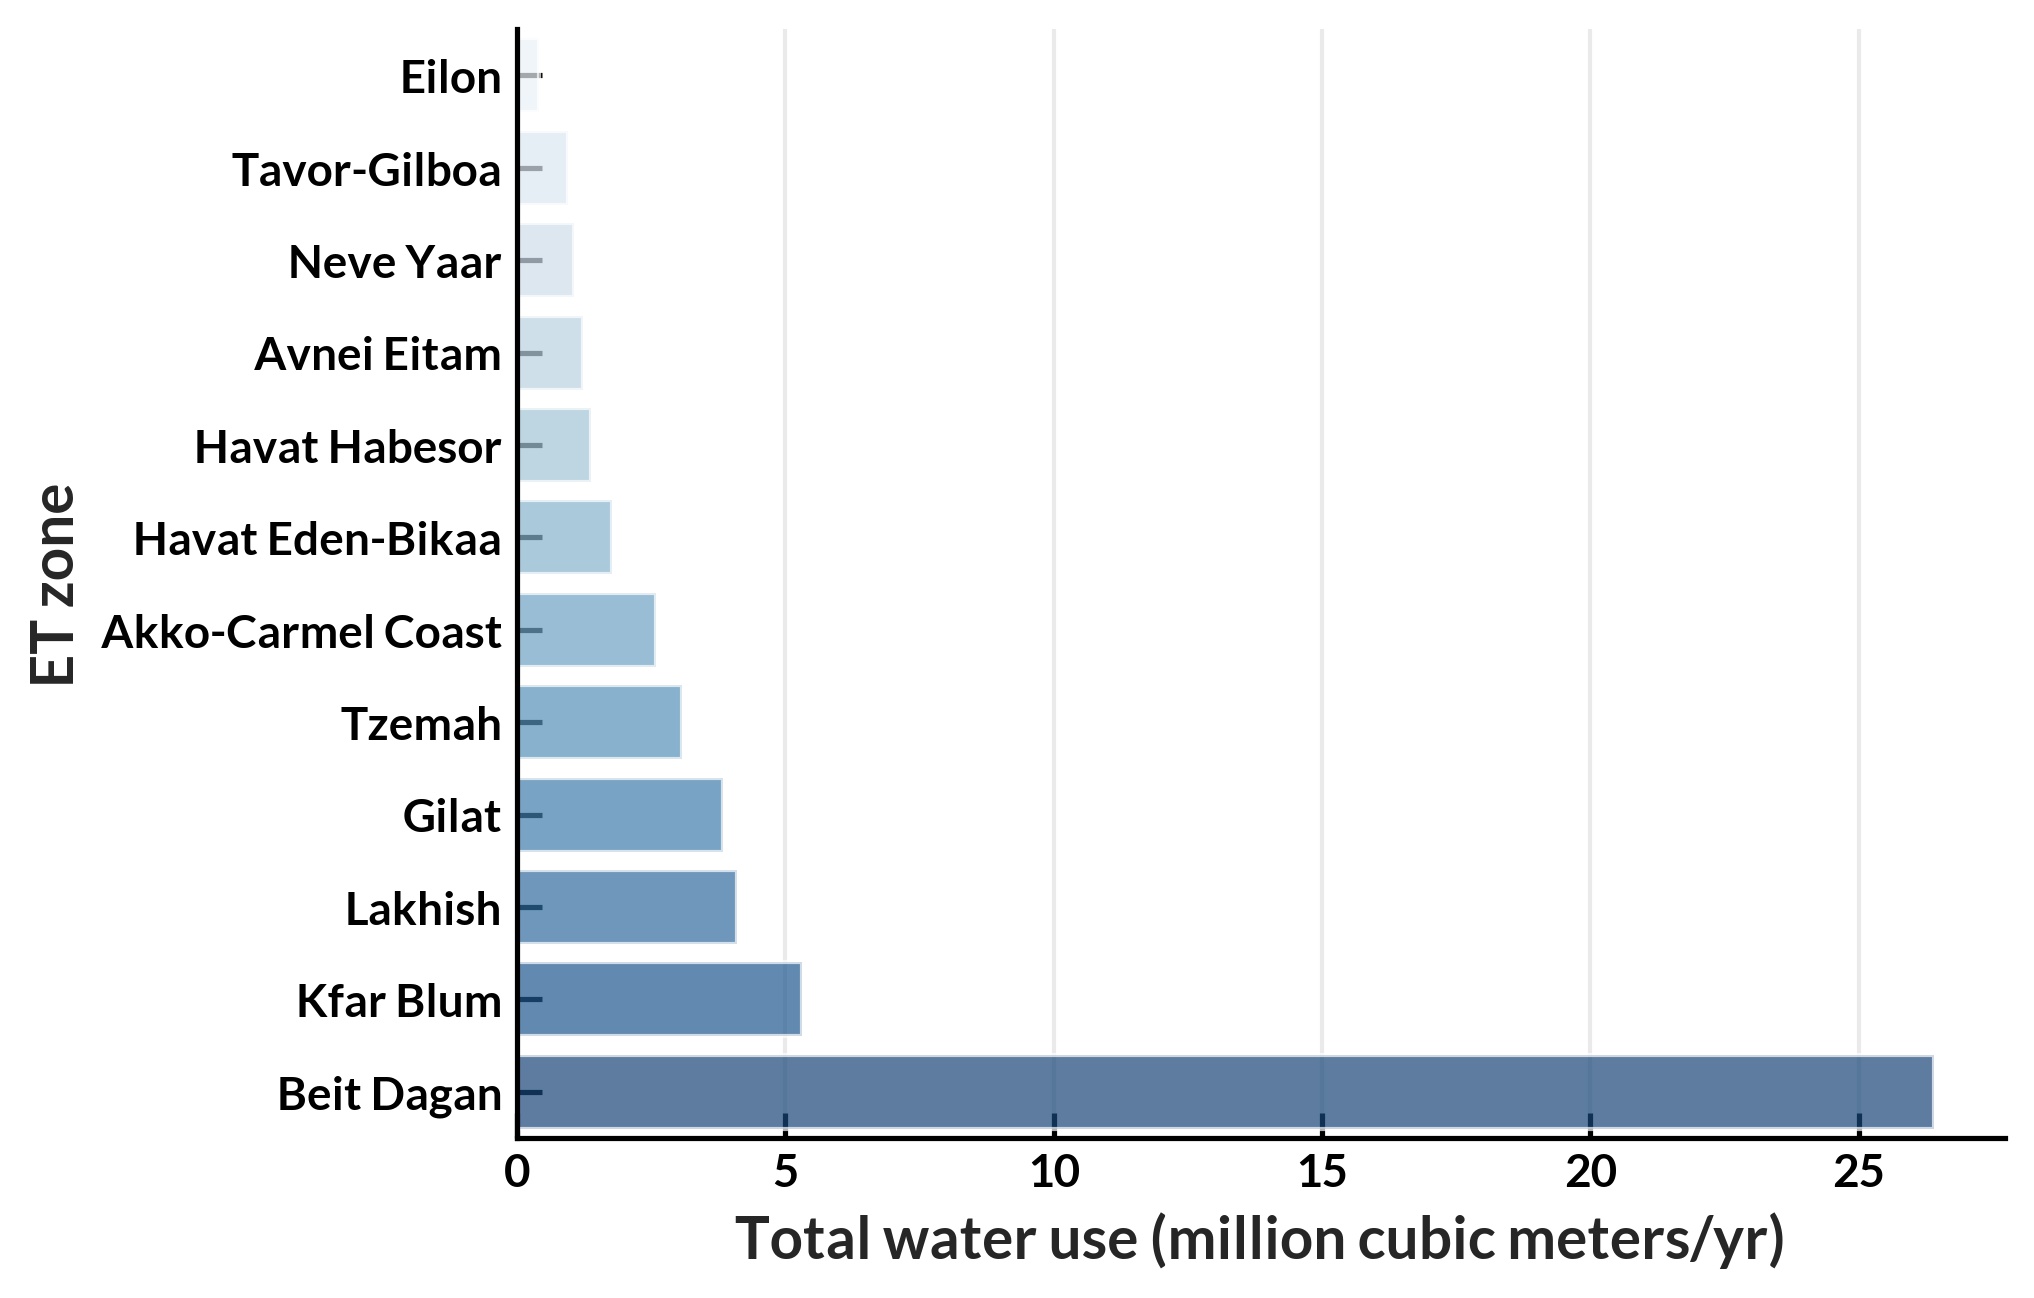 Eilon
Tavor-Gilboa
Neve Yaar
Avnei Eitam
Havat Habesor
Havat Eden-Bikaa
Akko-Carmel Coast
Tzemah
Gilat
Lakhish
Kfar Blum
Beit Dagan
ET zone
0 5 10 15 20 25
Total water use (million cubic meters/yr)